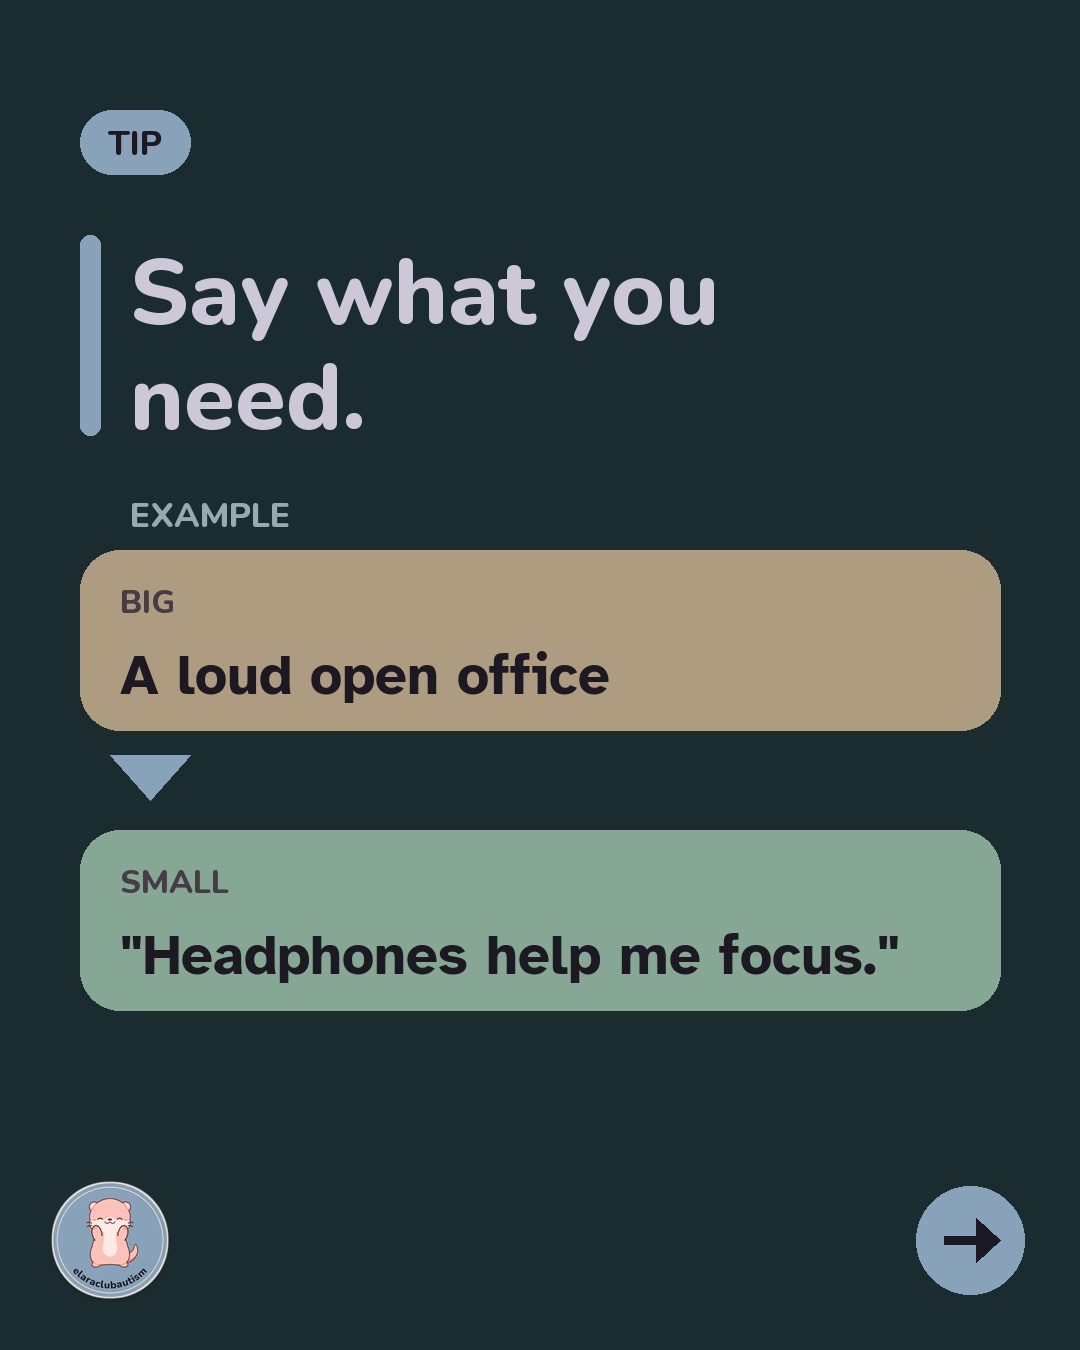 TIP
Say what you
need.
EXAMPLE
BIG
A loud open office
SMALL
"Headphones help me focus."
elaraclubautism